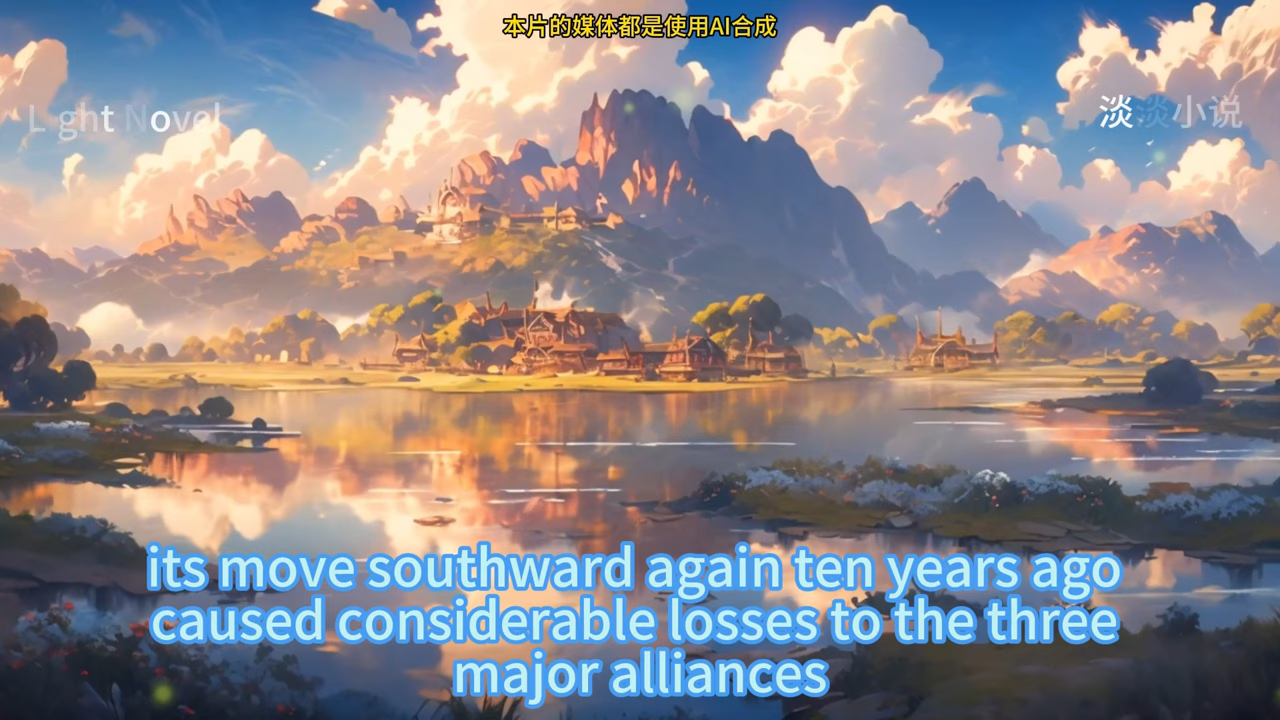 本片的媒体都是使用AI合成
Light Novel
淡淡小说
its move southward again ten years ago
caused considerable losses to the three
major alliances